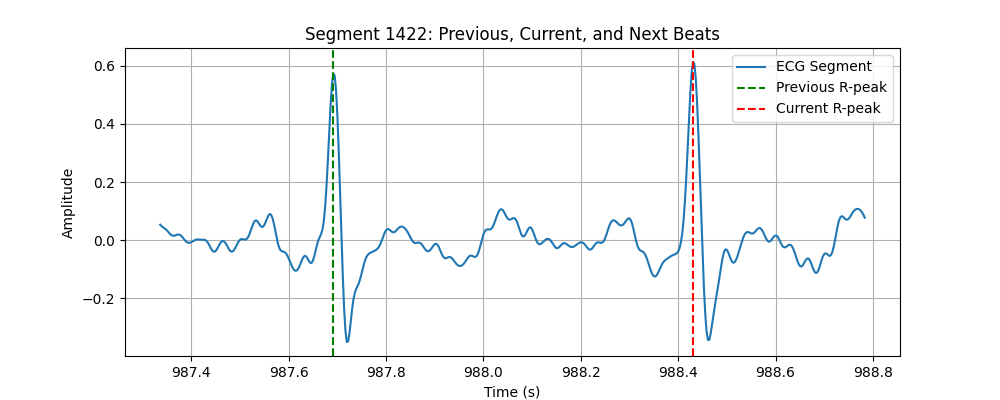 Segment 1422: Previous, Current, and Next Beats
0.6
0.4
0.2
0.0
−0.2
Amplitude
ECG Segment
Previous R-peak
Current R-peak
987.4 987.6 987.8 988.0 988.2 988.4 988.6 988.8
Time (s)